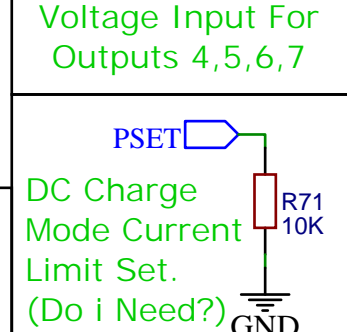 Voltage Input For
Outputs 4,5,6,7
PSET
R71
10K
DC Charge
Mode Current
Limit Set.
(Do i Need?)
GND